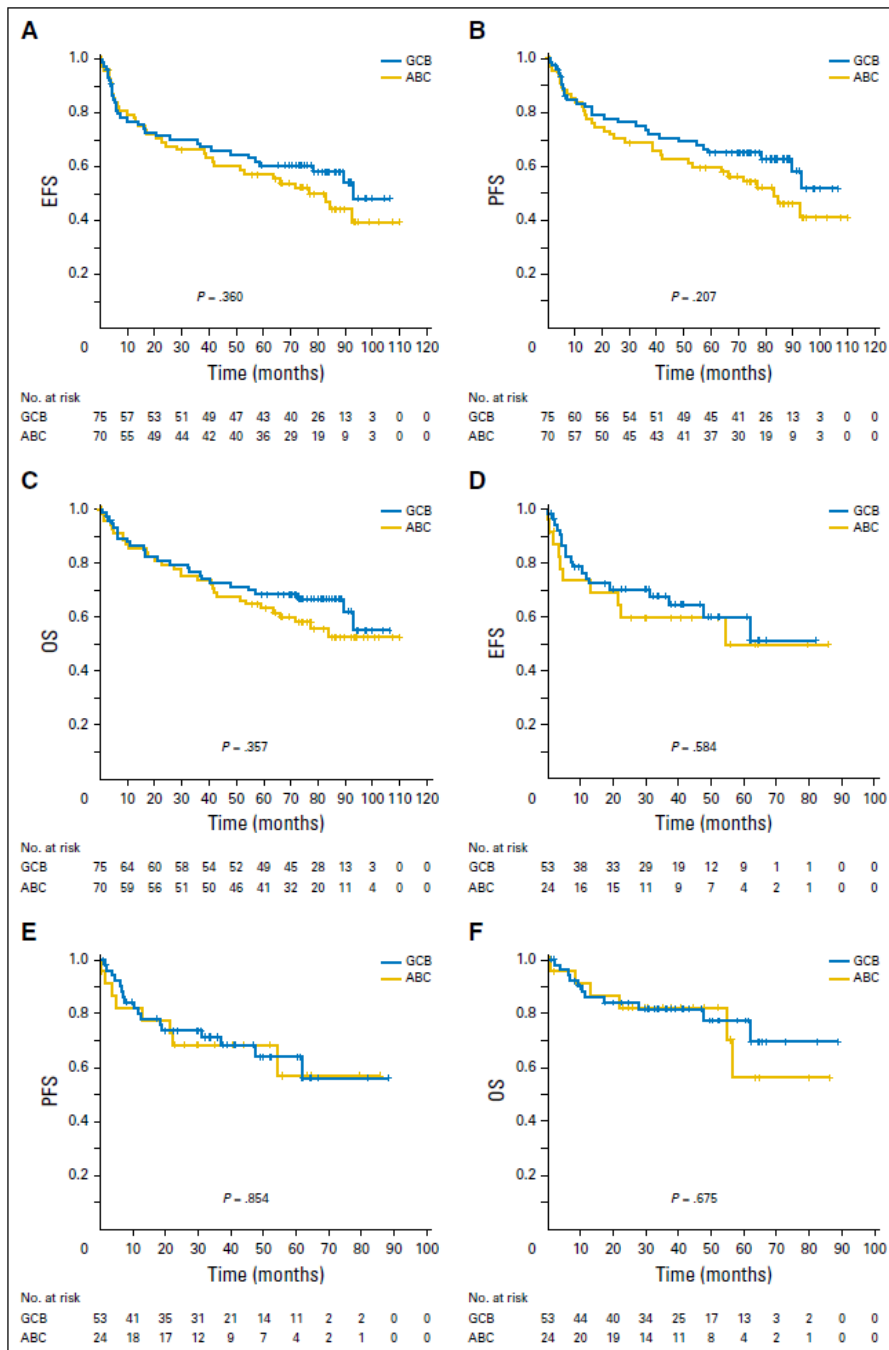 A
1.0
0.8
0.6
0.4
0.2
EFS
GCB
ABC
P = .360
0 10 20 30 40 50 60 70 80 90 100 110 120
Time (months)
No. at risk
GCB 75 57 53 51 49 47 43 40 26 13 3 0 0
ABC 70 55 49 44 42 40 36 29 19 9 3 0 0
B
1.0
0.8
0.6
0.4
0.2
PFS
GCB
ABC
P = .207
0 10 20 30 40 50 60 70 80 90 100 110 120
Time (months)
No. at risk
GCB 75 60 56 54 51 49 45 41 26 13 3 0 0
ABC 70 57 50 45 43 41 37 30 19 9 3 0 0
C
1.0
0.8
0.6
0.4
0.2
OS
GCB
ABC
P = .357
0 10 20 30 40 50 60 70 80 90 100 110 120
Time (months)
No. at risk
GCB 75 64 60 58 54 52 49 45 28 13 3 0 0
ABC 70 59 56 51 50 46 41 32 20 11 4 0 0
D
1.0
0.8
0.6
0.4
0.2
EFS
GCB
ABC
P = .584
0 10 20 30 40 50 60 70 80 90 100
Time (months)
No. at risk
GCB 53 38 33 29 19 12 9 1 1 0 0
ABC 24 16 15 11 9 7 4 2 1 0 0
E
1.0
0.8
0.6
0.4
0.2
PFS
GCB
ABC
P = .854
0 10 20 30 40 50 60 70 80 90 100
Time (months)
No. at risk
GCB 53 41 35 31 21 14 11 2 2 0 0
ABC 24 18 17 12 9 7 4 2 1 0 0
F
1.0
0.8
0.6
0.4
0.2
OS
GCB
ABC
P = .675
0 10 20 30 40 50 60 70 80 90 100
Time (months)
No. at risk
GCB 53 44 40 34 25 17 13 3 2 0 0
ABC 24 20 19 14 11 8 4 2 1 0 0